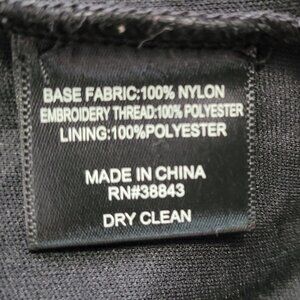 BASE FABRIC:100% NYLON
EMBROIDERY THREAD:100% POLYESTER
LINING:100%POLYESTER
MADE IN CHINA
RN#38843
DRY CLEAN